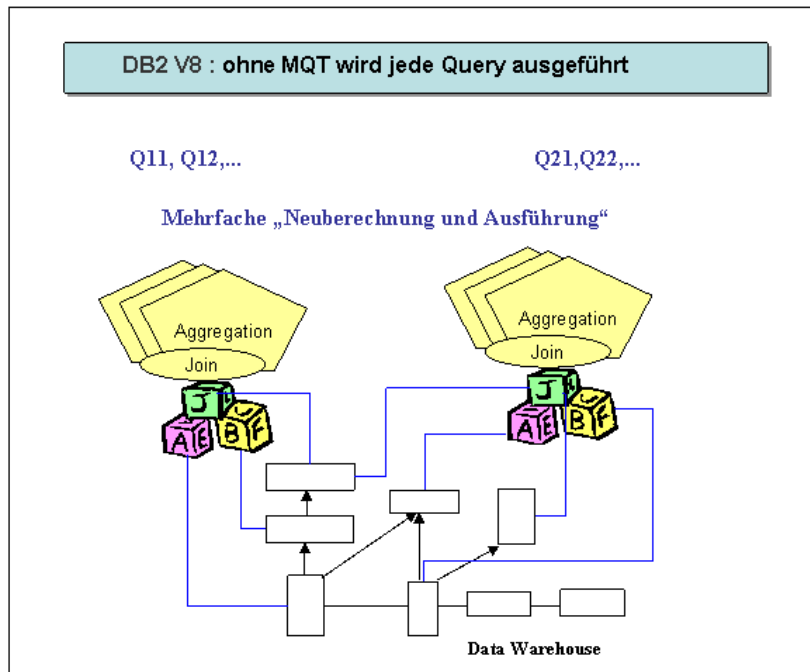 DB2 V8 : ohne MQT wird jede Query ausgeführt
Q11, Q12,...
Q21,Q22,...
Mehrfache „Neuberechnung und Ausführung“
Aggregation
Join
Aggregation
Join
J
A E
B F
J
A E
B F
Data Warehouse